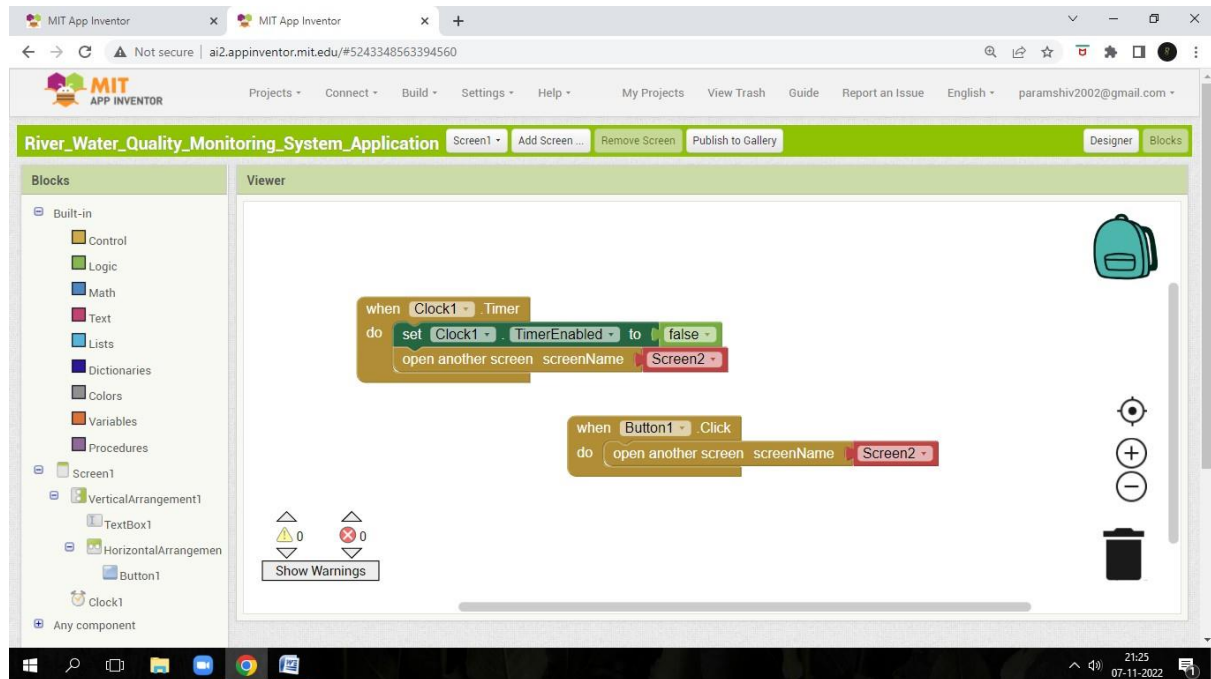 MIT App Inventor
MIT App Inventor
Not secure | ai2.appinventor.mit.edu/#5243348563394560
MIT
APP INVENTOR
Projects Connect Build Settings Help My Projects View Trash Guide Report an Issue English paramshiv2002@gmail.com
River_Water_Quality_Monitoring_System_Application Screen1 Add Screen ... Remove Screen Publish to Gallery Designer Blocks
Blocks
Viewer
Built-in
Control
Logic
Math
Text
Lists
Dictionaries
Colors
Variables
Procedures
Screen1
VerticalArrangement1
TextBox1
HorizontalArrangemen
Button1
Clock1
Any component
when Clock1 .Timer
do set Clock1 . TimerEnabled to false
open another screen screenName Screen2
when Button1 .Click
do open another screen screenName Screen2
0 0
Show Warnings
21:25
07-11-2022
1